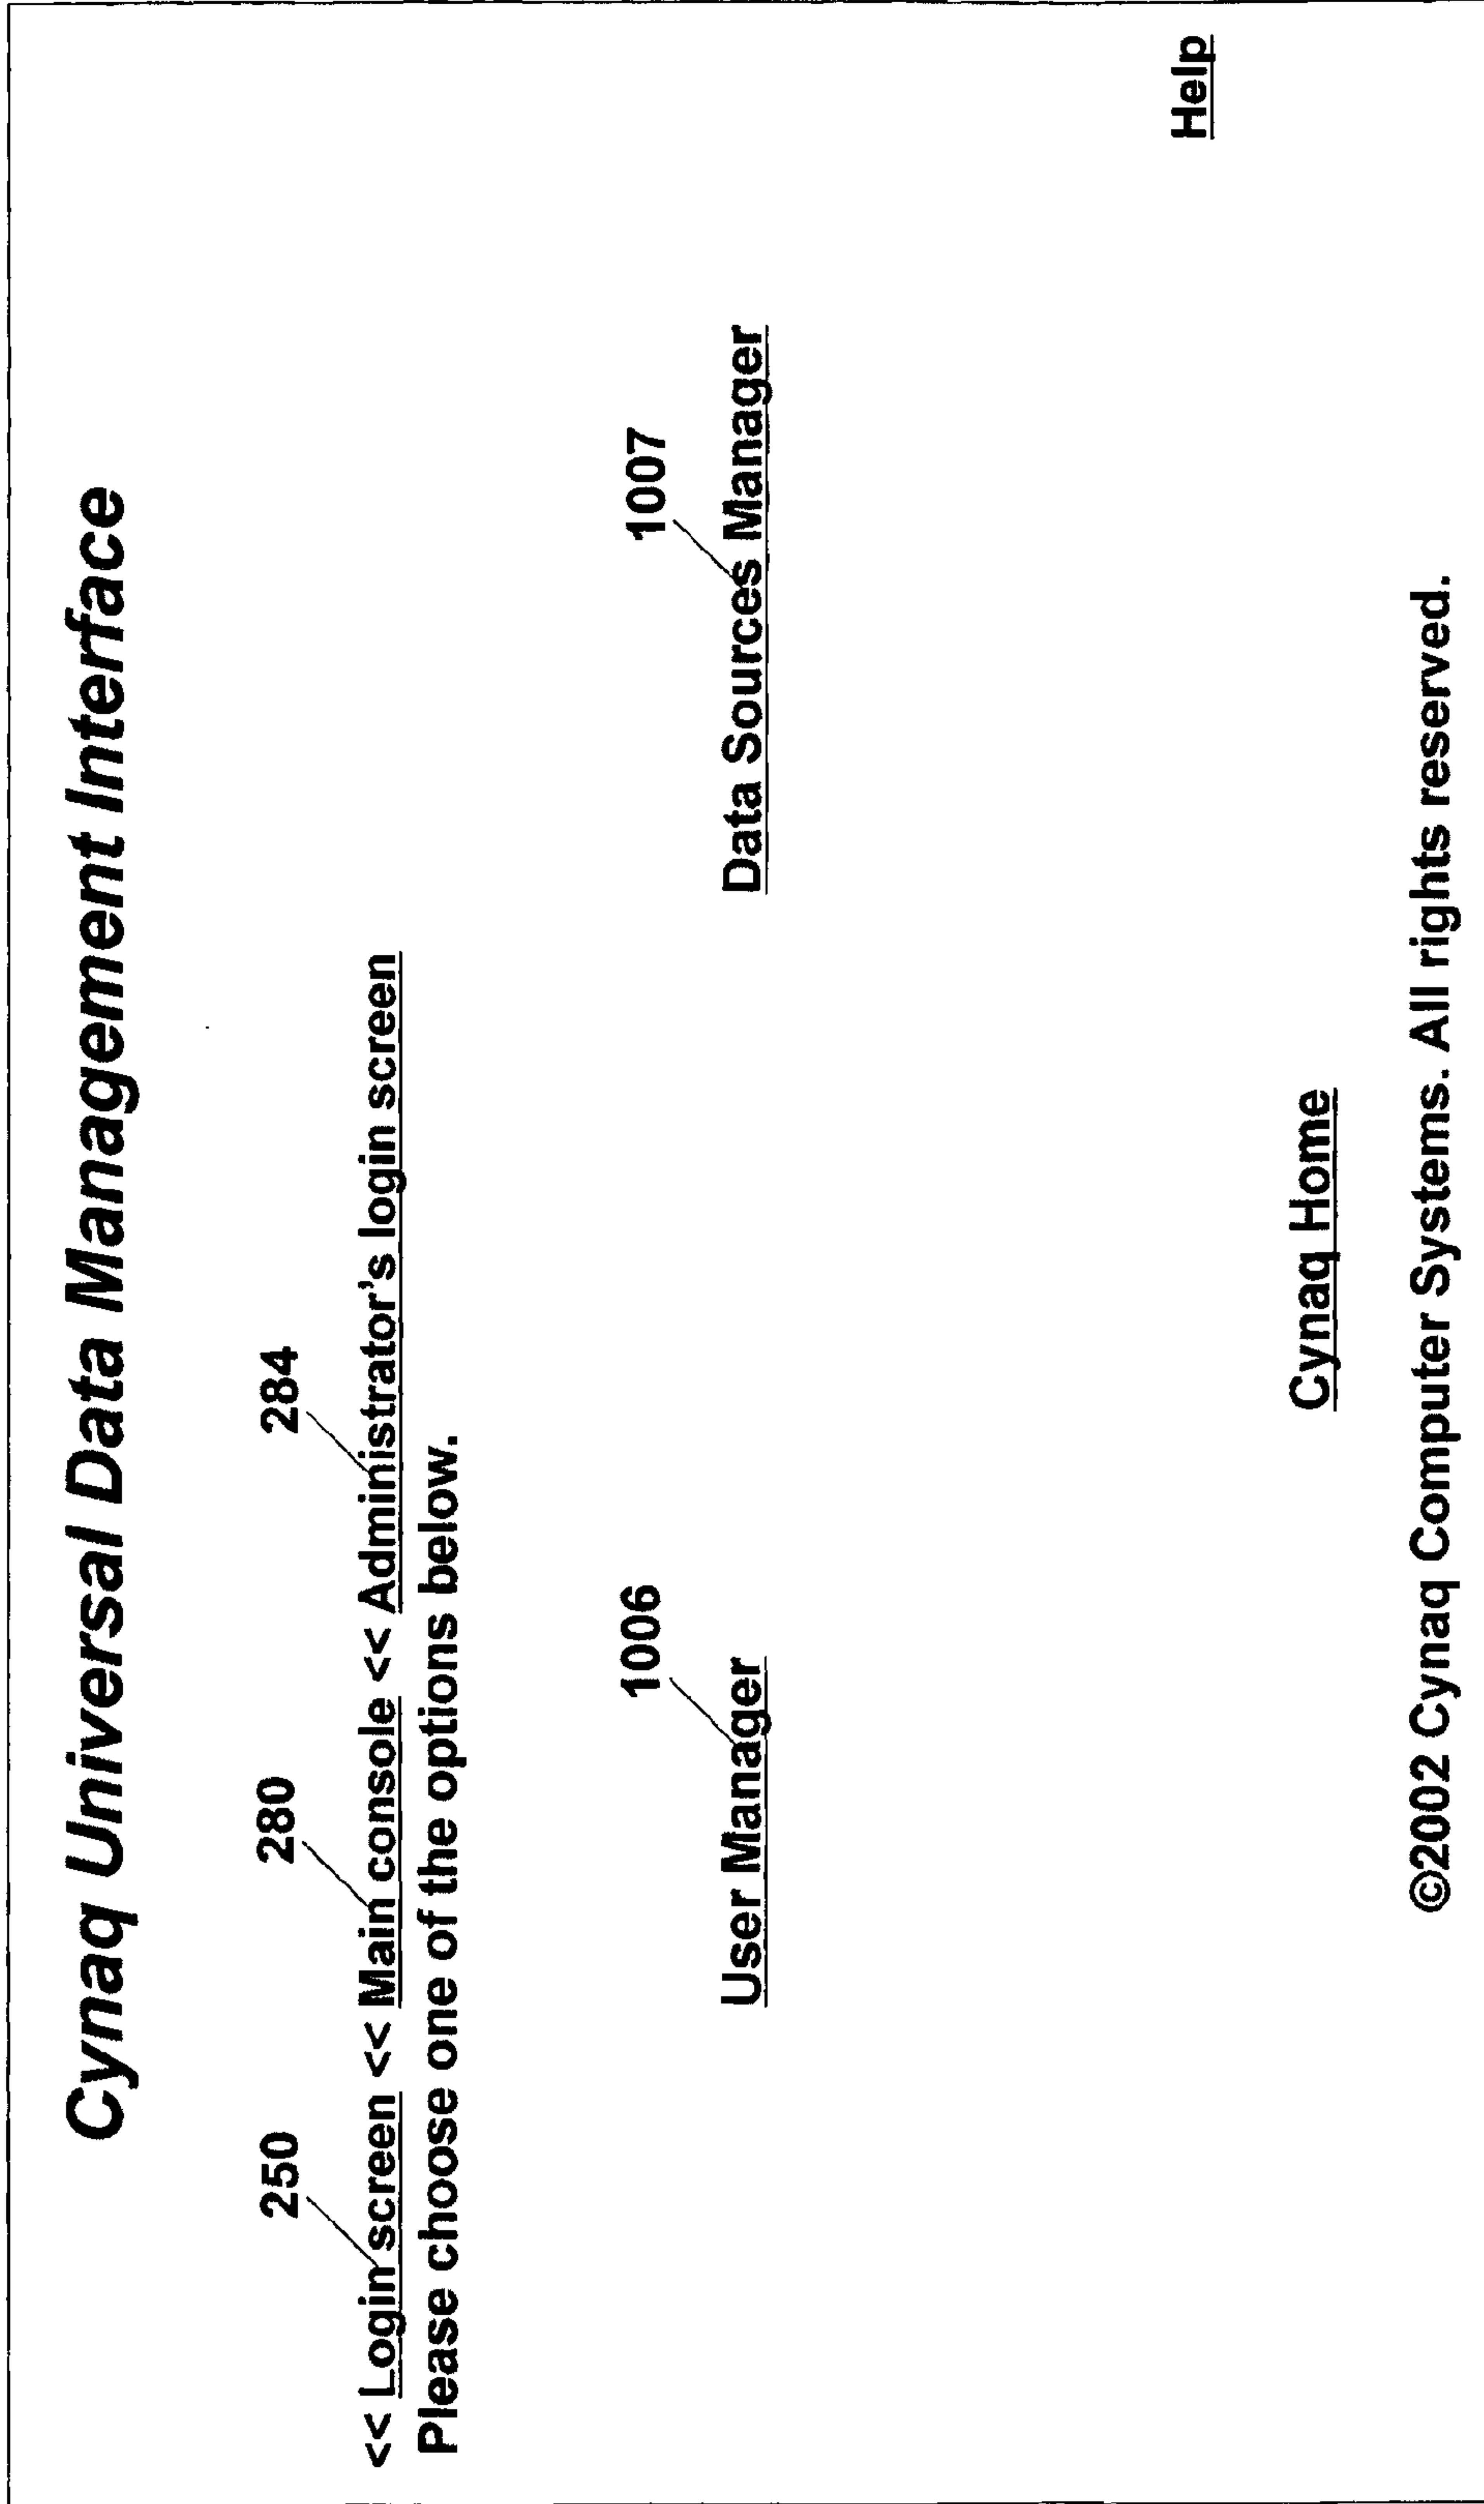 Cynaq Universal Data Management Interface
250 280 284
<< Login screen << Main console << Administrator's login screen
Please choose one of the options below.
1006 1007
User Manager Data Sources Manager
Help
Cynaq Home
©2002 Cynaq Computer Systems. All rights reserved.